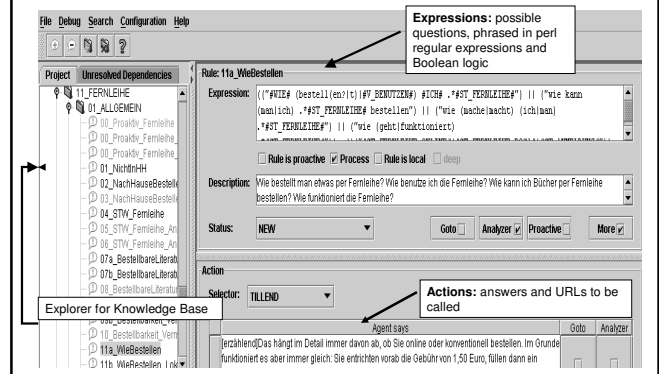 File Debug Search Configuration Help
Expressions: possible
questions, phrased in perl
regular expressions and
Boolean logic
Project Unresolved Dependencies
11_FERNLEIHE
01_ALLGEMEIN
00_Proaktiv_Fernleihe
00_Proaktiv_Fernleihe_
00_Proaktiv_Fernleihe_
01_NichtInHH
02_NachHauseBestelle
03_NachHauseBestell
04_STW_Fernleihe
05_STW_Fernleihe_An
06_STW_Fernleihe_An
07a_BestellbareLiterat
07b_BestellbareLiterat
08_BestellbareLiteratur
Explorer for Knowledge Base
10_Bestellbarkeit_Verm
11a_WieBestellen
11b_WieBestellen_Lok
Rule: 11a_WieBestellen
Expression: (("#WIE# (bestell(en?|t)|#V_BENUTZEN#) #ICH# .*#ST_FERNLEIHE#") || ("wie kann
(man|ich) .*#ST_FERNLEIHE# bestellen") || ("wie (mache|macht) (ich|man)
.*#ST_FERNLEIHE#") || ("wie (geht|funktioniert)
Rule is proactive Process Rule is local deep
Description: Wie bestellt man etwas per Fernleihe? Wie benutze ich die Fernleihe? Wie kann ich Bücher per Fernleihe
bestellen? Wie funktioniert die Fernleihe?
Status: NEW Goto Analyzer Proactive More
Action
Selector: TILLEND
Actions: answers and URLs to be
called
Agent says Goto Analyzer
[erzählend]Das hängt im Detail immer davon ab, ob Sie online oder konventionell bestellen. Im Grunde
funktioniert es aber immer gleich: Sie entrichten vorab die Gebühr von 1,50 Euro, füllen dann ein